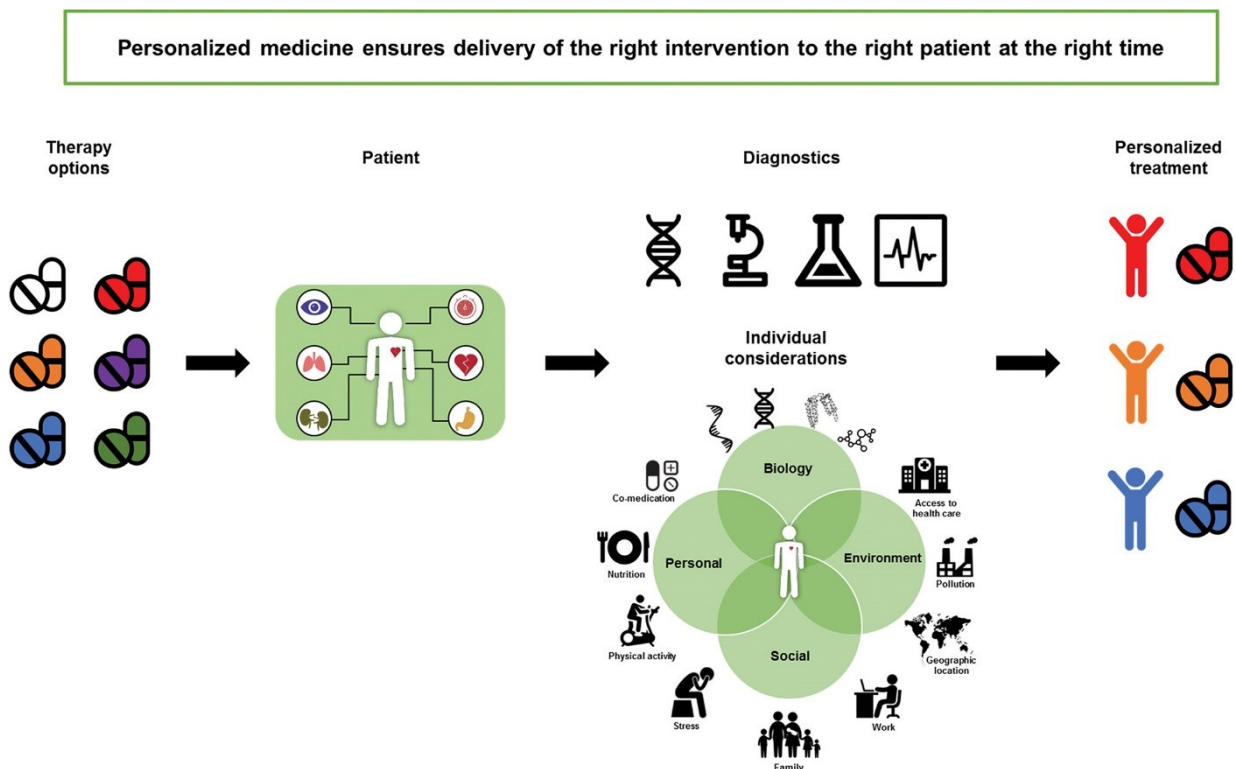 Personalized medicine ensures delivery of the right intervention to the right patient at the right time
Therapy
options
Patient
Diagnostics
Personalized
treatment
Individual
considerations
Biology
Co-medication
Access to
health care
Nutrition
Personal
Environment
Pollution
Physical activity
Social
Geographic
location
Stress
Work
Family